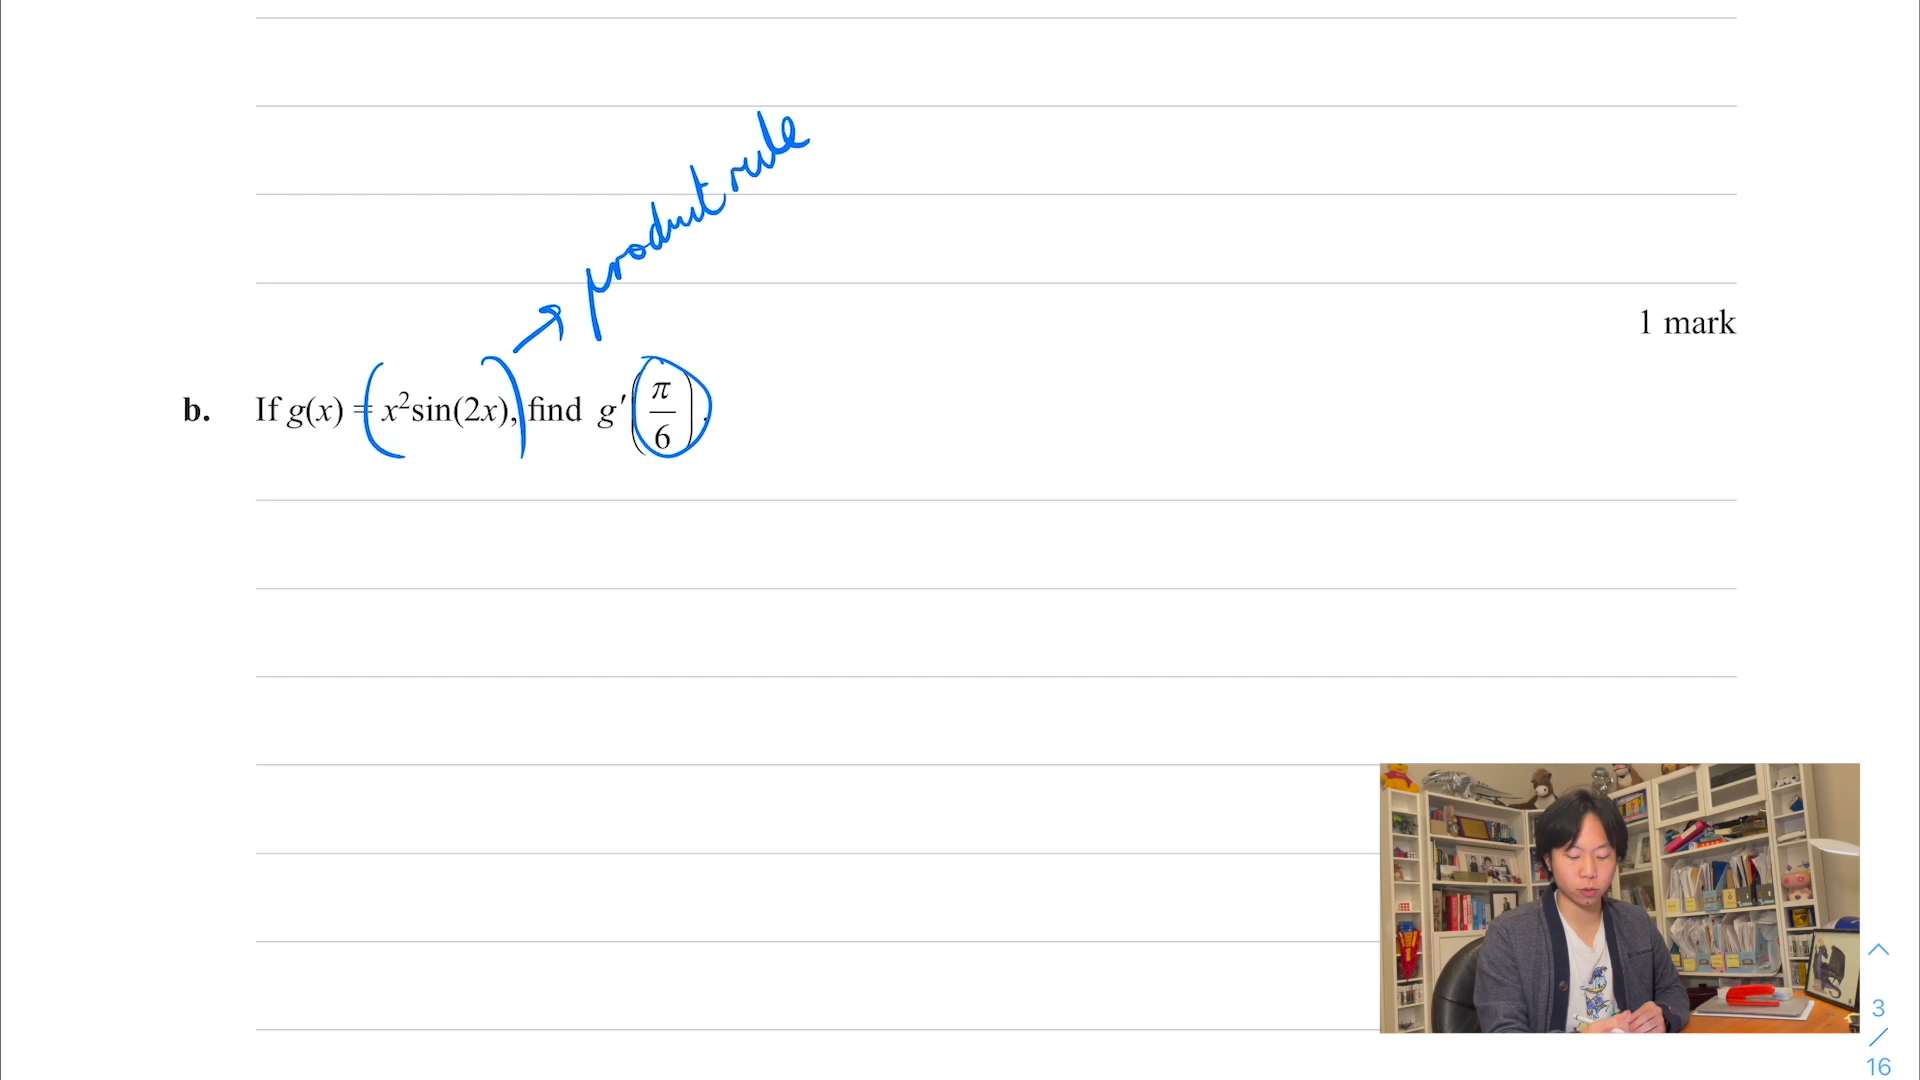 product rule
1 mark
b. If g(x) = x²sin(2x), find g′(π/6).
3
/
16